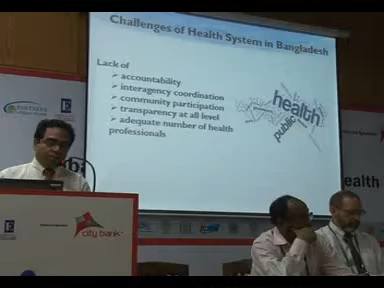 Challenges of Health System in Bangladesh
Lack of
➢ accountability
➢ interagency coordination
➢ community participation
➢ transparency at all level
➢ adequate number of health
professionals
health
public
ealth
city bank